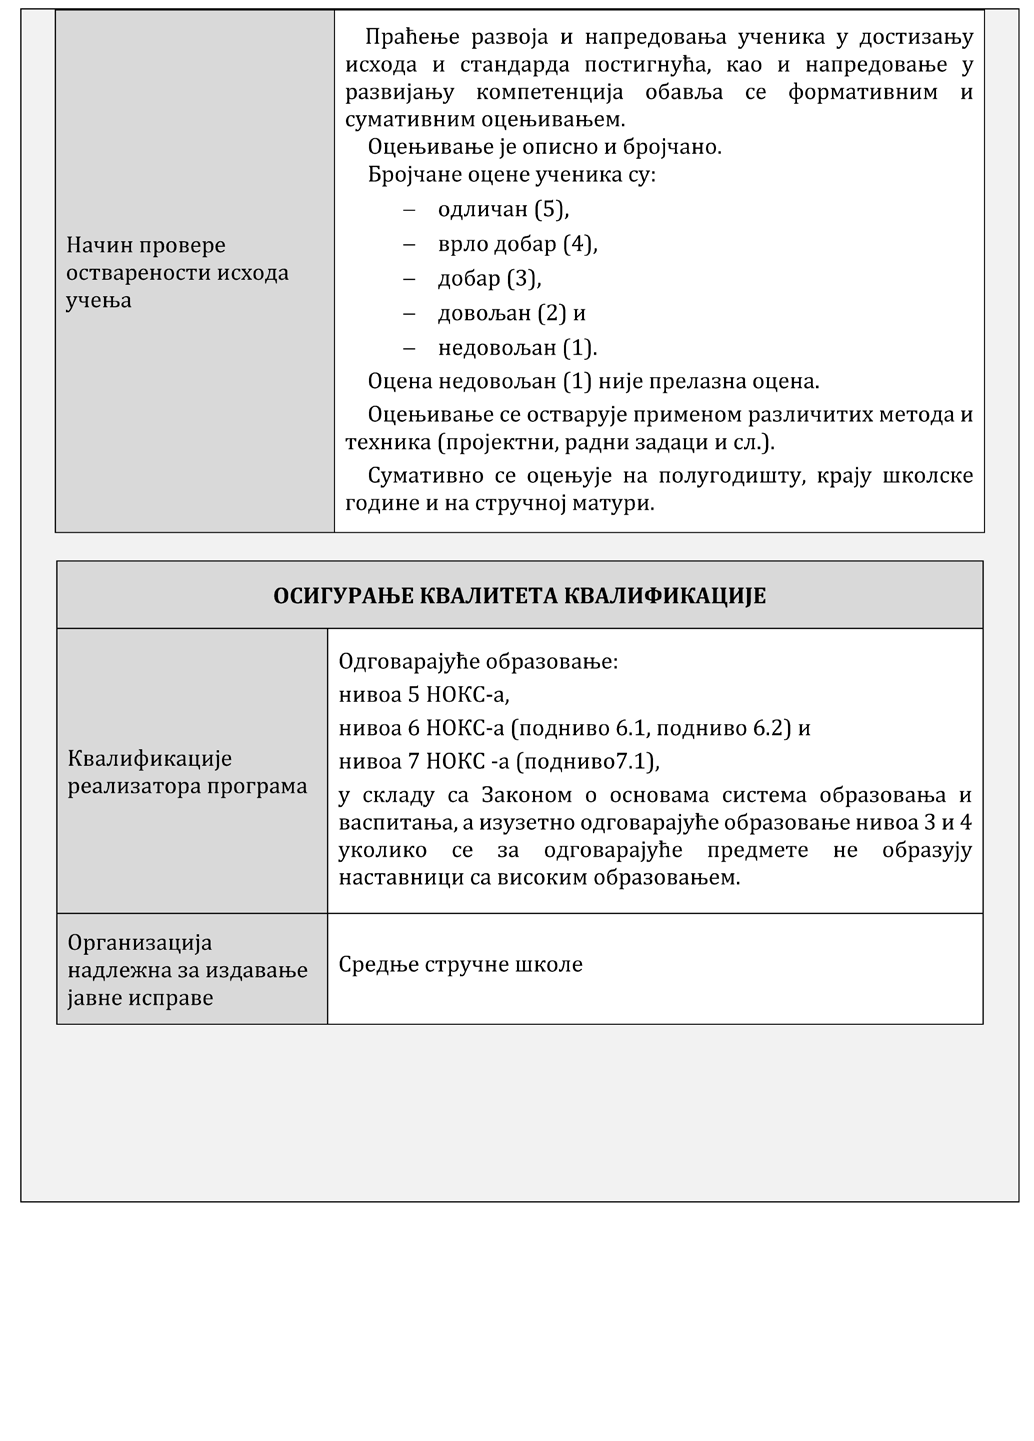 Начин провере
остварености исхода
учења
Праћење развоја и напредовања ученика у достизању
исхода и стандарда постигнућа, као и напредовање у
развијању компетенција обавља се формативним и
сумативним оцењивањем.
Оцењивање је описно и бројчано.
Бројчане оцене ученика су:
– одличан (5),
– врло добар (4),
– добар (3),
– довољан (2) и
– недовољан (1).
Оцена недовољан (1) није прелазна оцена.
Оцењивање се остварује применом различитих метода и
техника (пројектни, радни задаци и сл.).
Сумативно се оцењује на полугодишту, крају школске
године и на стручној матури.
ОСИГУРАЊЕ КВАЛИТЕТА КВАЛИФИКАЦИЈЕ
Квалификације
реализатора програма
Одговарајуће образовање:
нивоа 5 НОКС-а,
нивоа 6 НОКС-а (подниво 6.1, подниво 6.2) и
нивоа 7 НОКС -а (подниво7.1),
у складу са Законом о основама система образовања и
васпитања, а изузетно одговарајуће образовање нивоа 3 и 4
уколико се за одговарајуће предмете не образују
наставници са високим образовањем.
Организација
надлежна за издавање
јавне исправе
Средње стручне школе